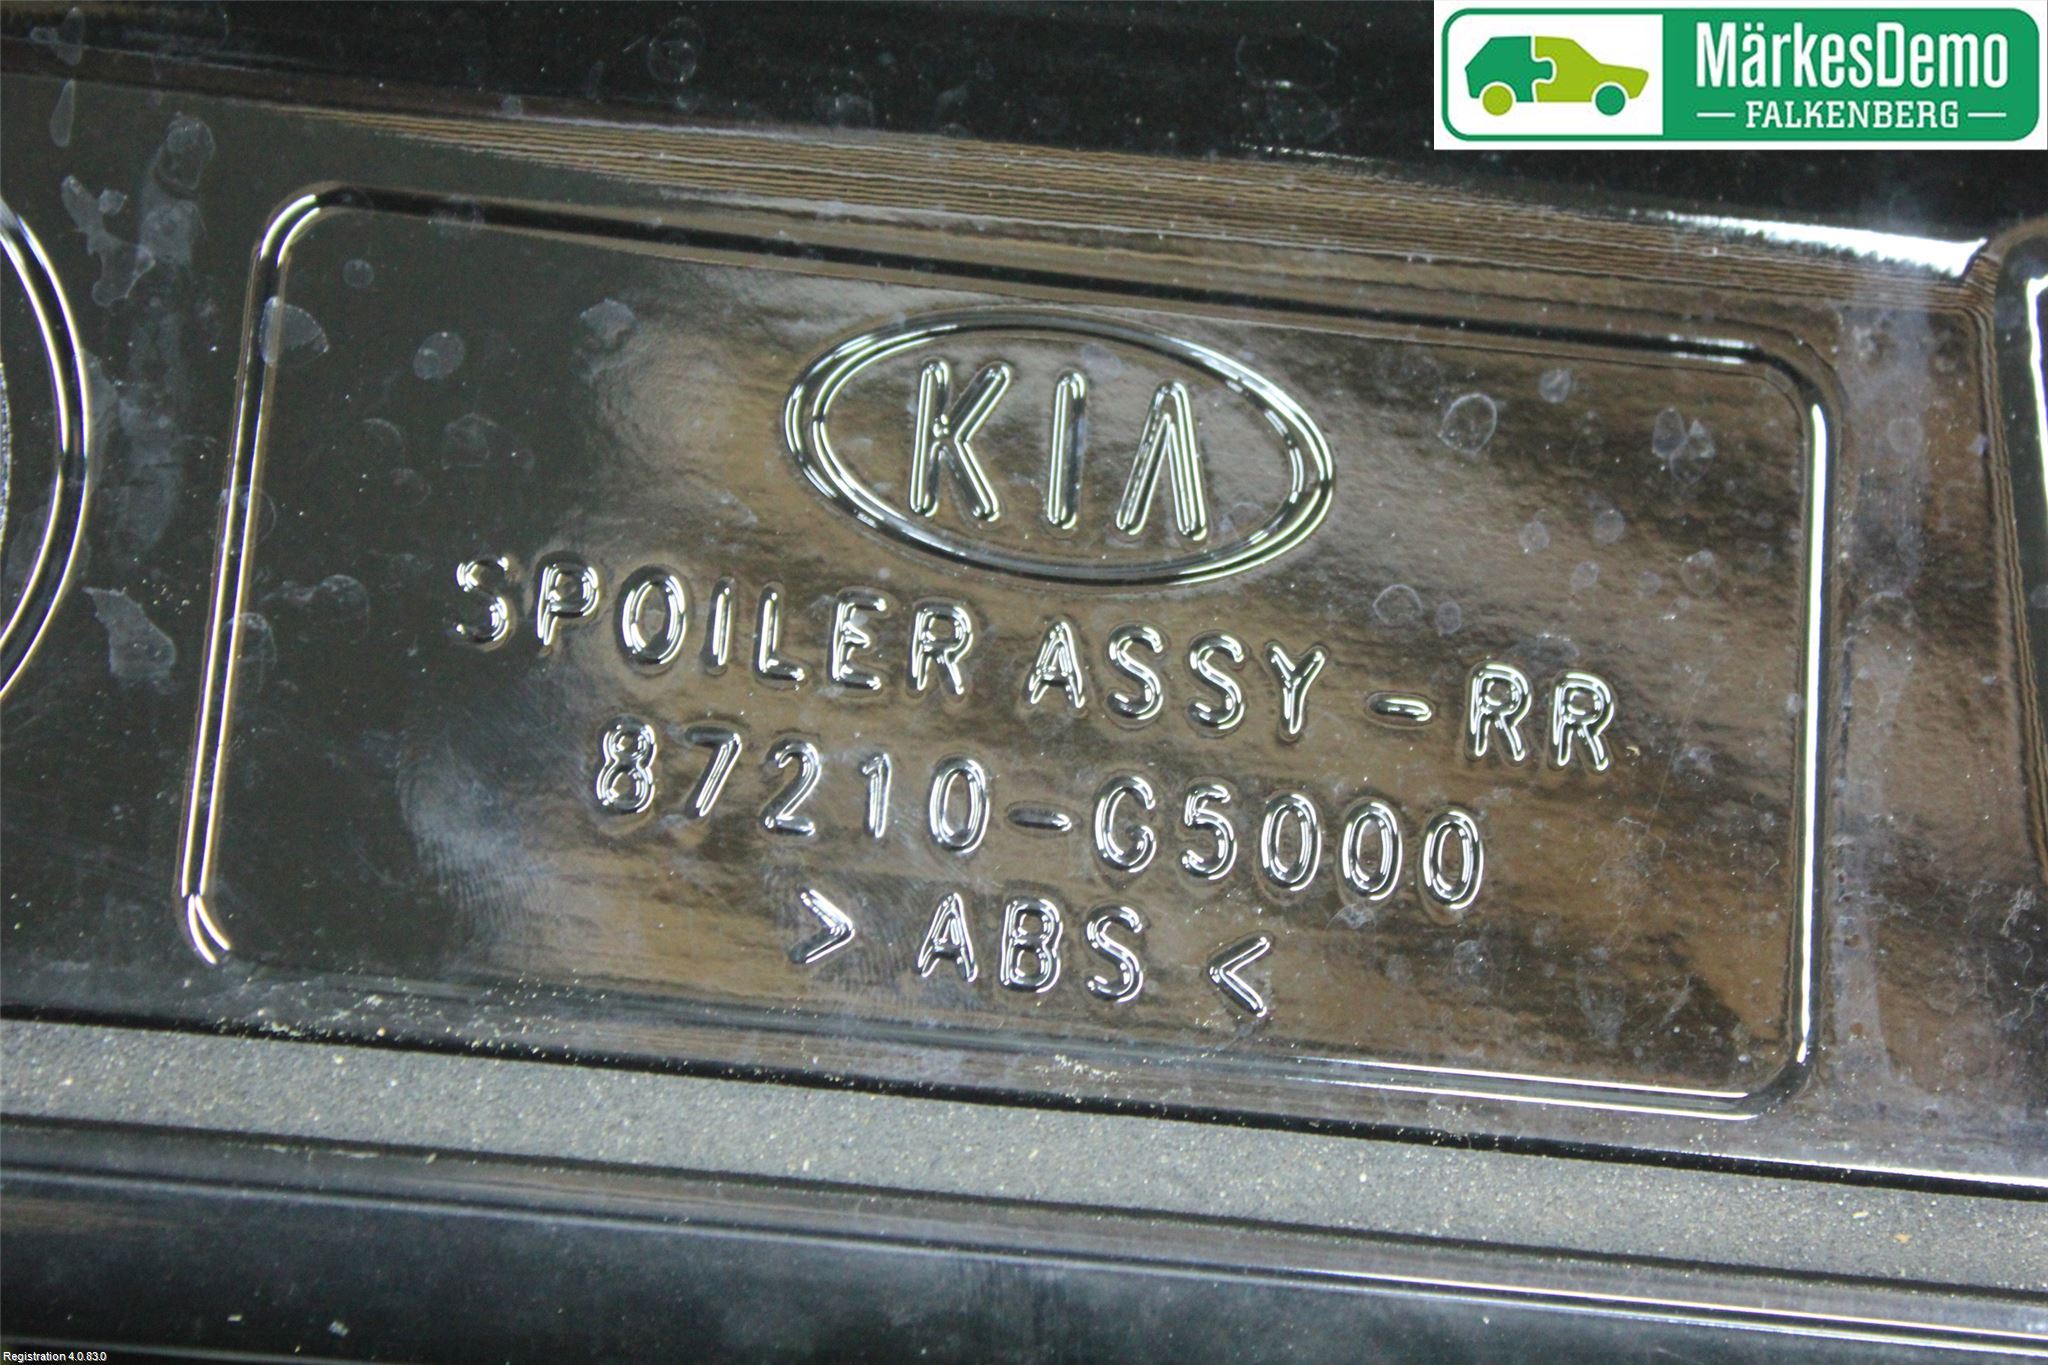 MärkesDemo
FALKENBERG
KIA
SPOILER ASSY-RR
87210-G5000
>ABS<
Registration 4.0.83.0